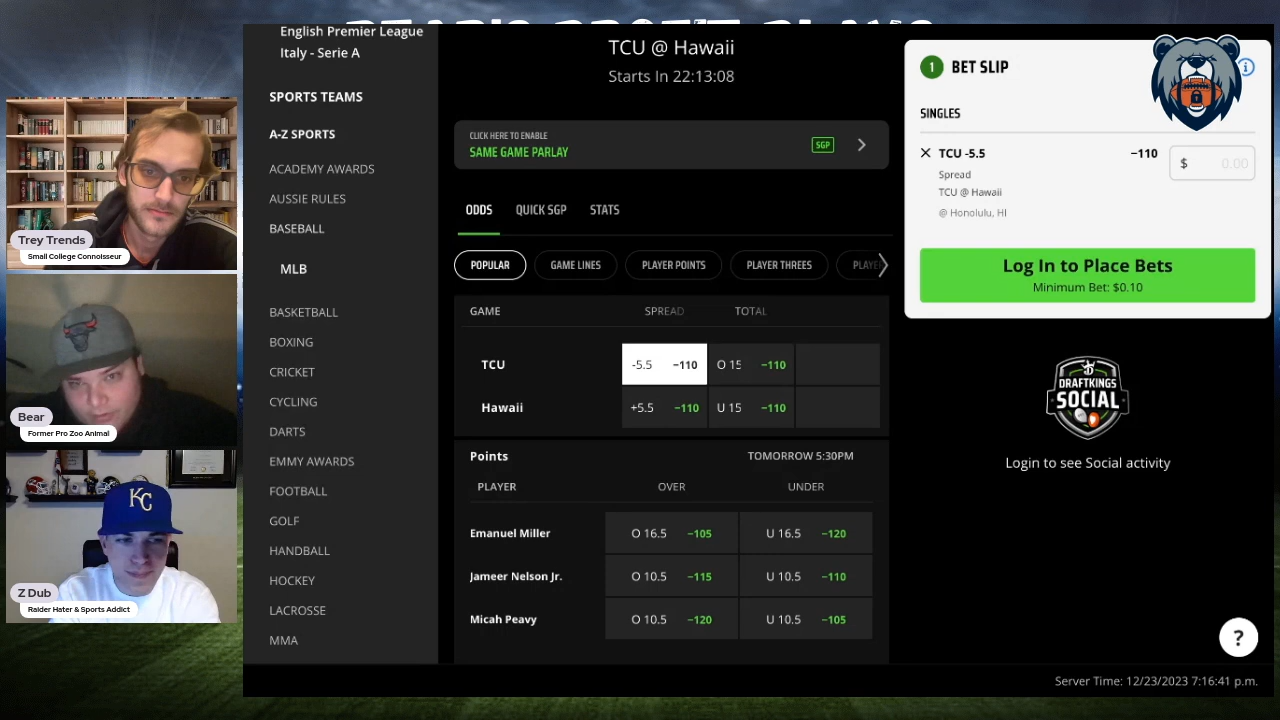 English Premier League
Italy - Serie A
SPORTS TEAMS
A-Z SPORTS
ACADEMY AWARDS
AUSSIE RULES
BASEBALL
MLB
BASKETBALL
BOXING
CRICKET
CYCLING
DARTS
EMMY AWARDS
FOOTBALL
GOLF
HANDBALL
HOCKEY
LACROSSE
MMA
TCU @ Hawaii
Starts In 22:13:08
CLICK HERE TO ENABLE
SAME GAME PARLAY
SGP
ODDS QUICK SGP STATS
POPULAR GAME LINES PLAYER POINTS PLAYER THREES PLAYE
GAME SPREAD TOTAL
TCU -5.5 −110 O 15 −110
Hawaii +5.5 −110 U 15 −110
Points TOMORROW 5:30PM
PLAYER OVER UNDER
Emanuel Miller O 16.5 −105 U 16.5 −120
Jameer Nelson Jr. O 10.5 −115 U 10.5 −110
Micah Peavy O 10.5 −120 U 10.5 −105
1 BET SLIP
SINGLES
TCU -5.5 −110 $ 0.00
Spread
TCU @ Hawaii
@ Honolulu, HI
Log In to Place Bets
Minimum Bet: $0.10
DRAFTKINGS
SOCIAL
Login to see Social activity
?
Server Time: 12/23/2023 7:16:41 p.m.
Trey Trends
Small College Connoisseur
Bear
Former Pro Zoo Animal
KC
Z Dub
Raider Hater & Sports Addict